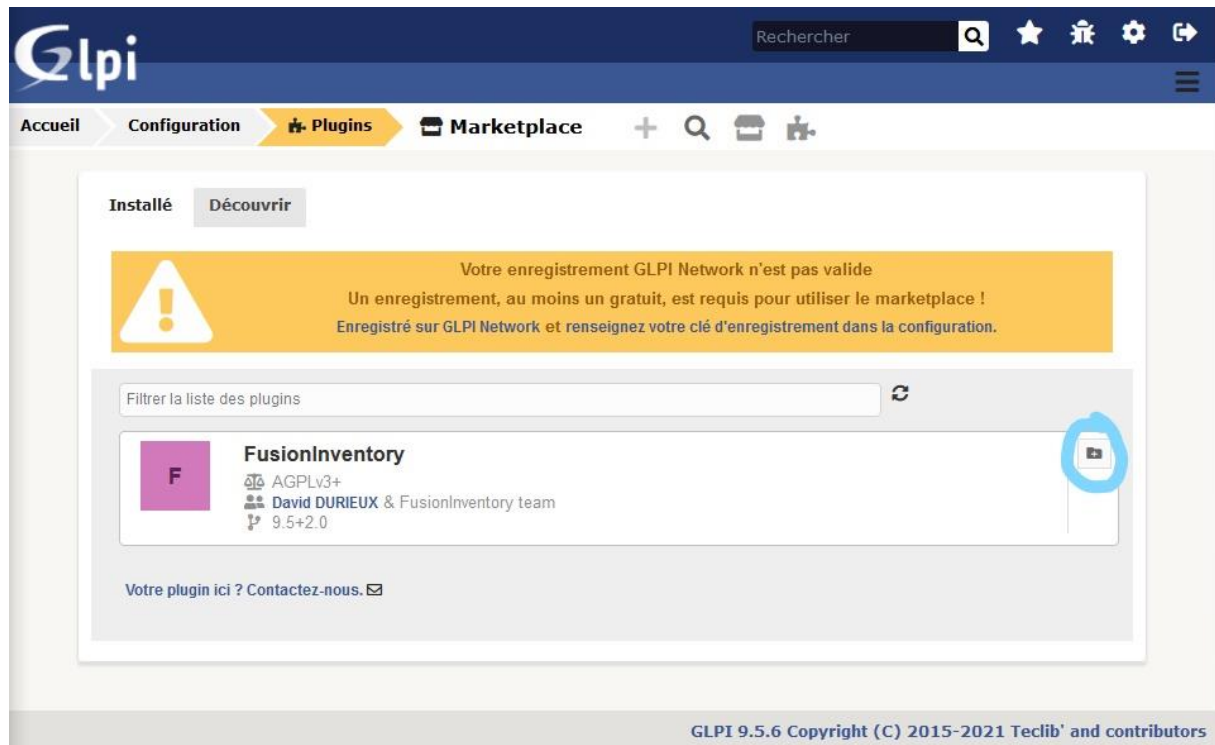 Glpi
Rechercher
Accueil Configuration Plugins Marketplace
Installé Découvrir
Votre enregistrement GLPI Network n'est pas valide
Un enregistrement, au moins un gratuit, est requis pour utiliser le marketplace !
Enregistré sur GLPI Network et renseignez votre clé d'enregistrement dans la configuration.
Filtrer la liste des plugins
F
FusionInventory
AGPLv3+
David DURIEUX & FusionInventory team
9.5+2.0
Votre plugin ici ? Contactez-nous.
GLPI 9.5.6 Copyright (C) 2015-2021 Teclib' and contributors